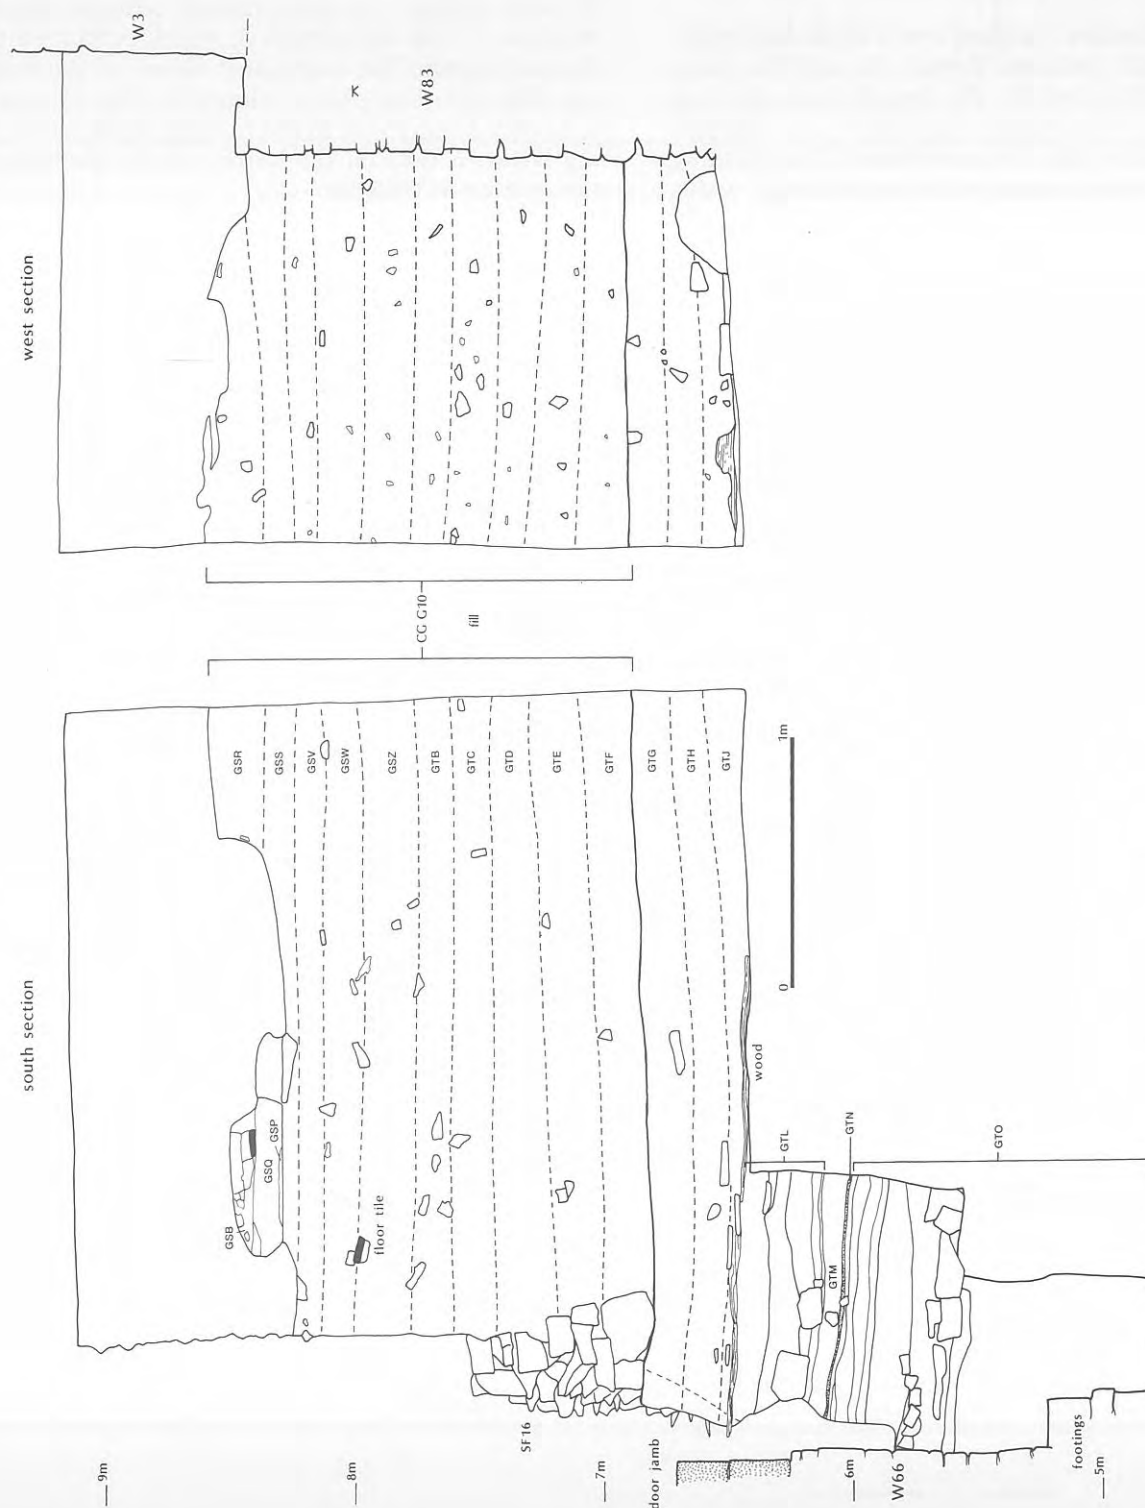 west section
W3
K
W83
CG G10
fill
south section
GSR
GSS
GSV
GSW
GSZ
GTB
GTC
GTD
GTE
GTF
GTG
GTH
GTJ
GSB
GSQ
GSP
floor tile
1m
0
wood
GTL
GTN
GTO
GTM
SF16
door jamb
W66
footings
9m
8m
7m
6m
5m